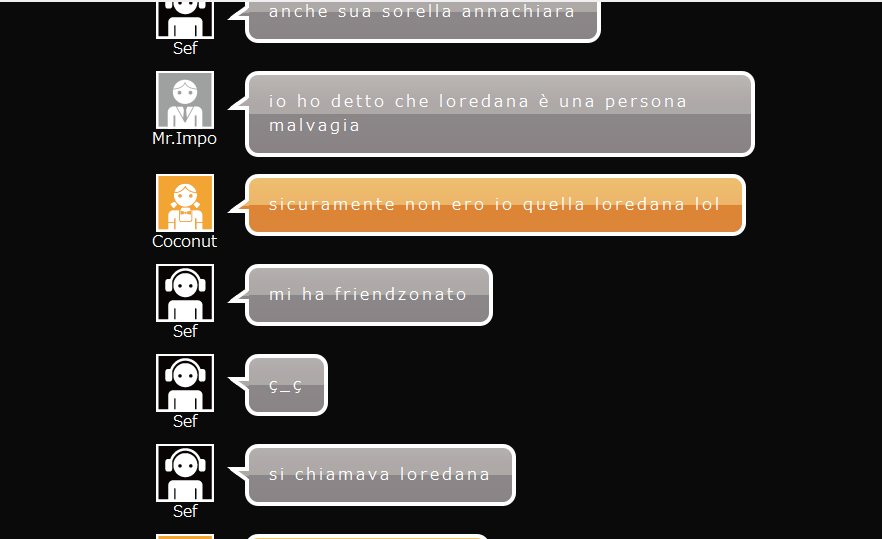 anche sua sorella annachiara
Sef
io ho detto che loredana è una persona
malvagia
Mr.Impo
sicuramente non ero io quella loredana lol
Coconut
mi ha friendzonato
Sef
ç_ç
Sef
si chiamava loredana
Sef